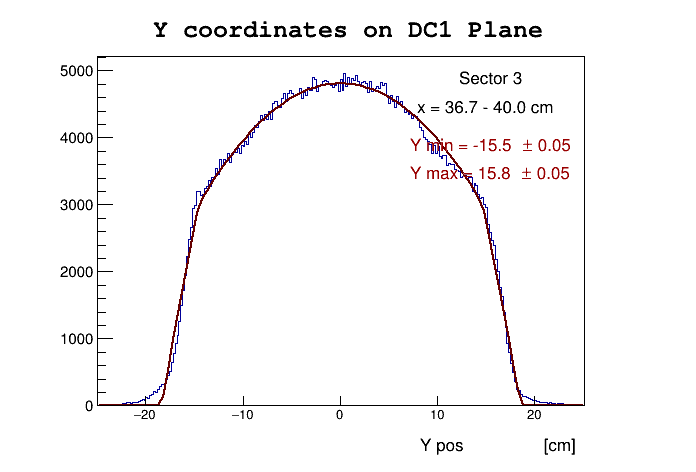 Y coordinates on DC1 Plane
Sector 3
x = 36.7 - 40.0 cm
Y min = -15.5 ± 0.05
Y max = 15.8 ± 0.05
5000
4000
3000
2000
1000
0
−20
−10
0
10
20
Y pos [cm]